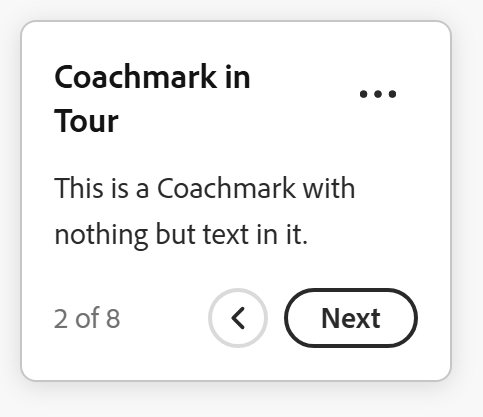 Coachmark in
Tour
This is a Coachmark with
nothing but text in it.
2 of 8
Next